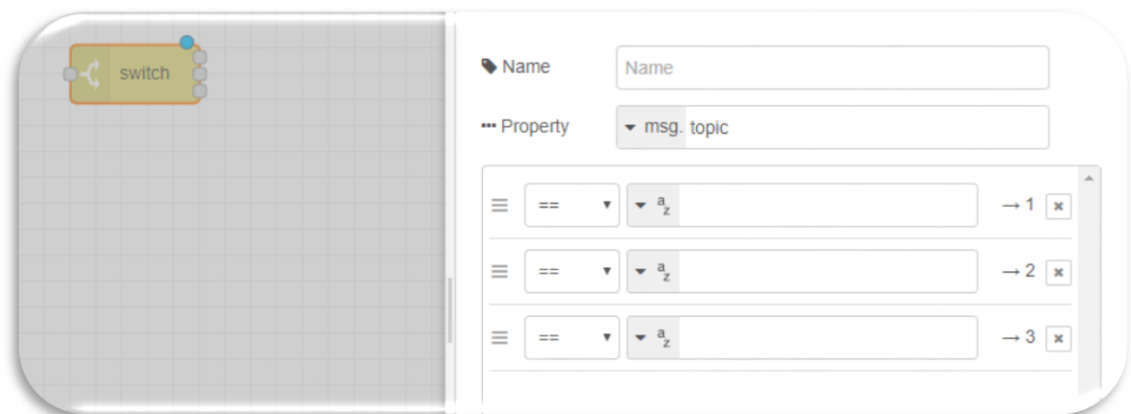 switch
Name
Name
Property
msg. topic
==
a
z
→ 1
==
a
z
→ 2
==
a
z
→ 3